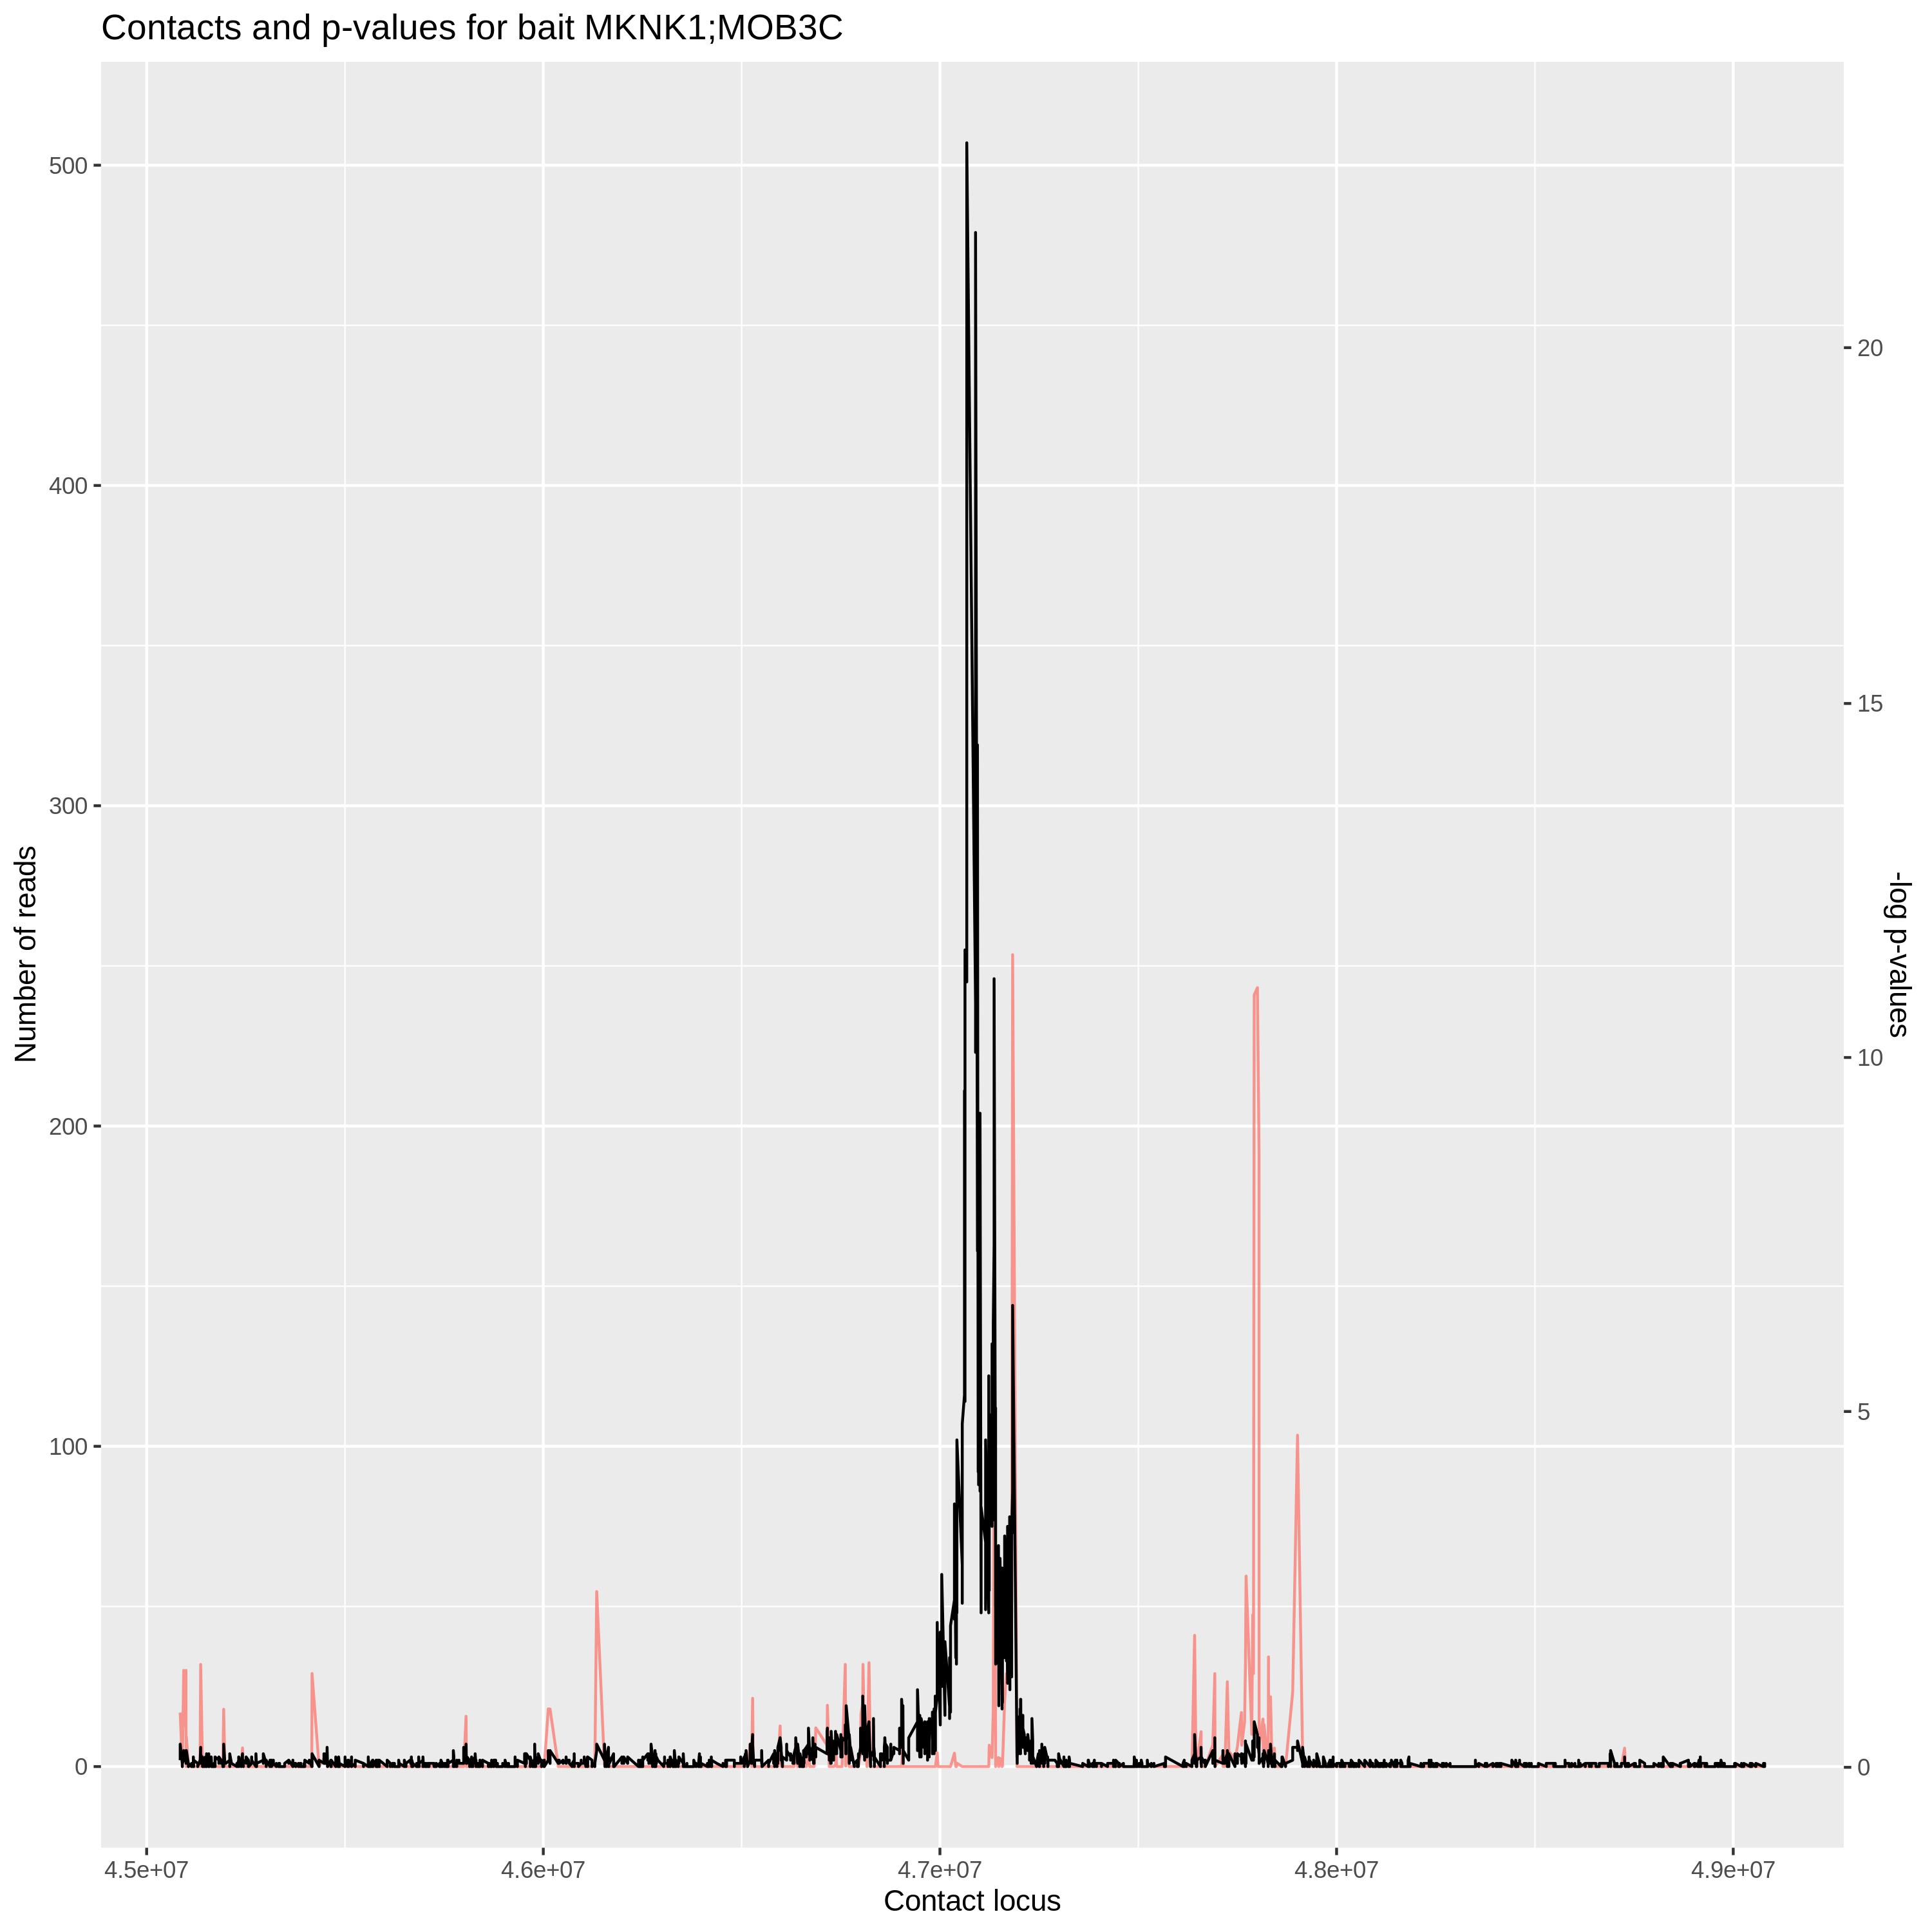 Contacts and p-values for bait MKNK1;MOB3C
500
400
300
200
100
0
Number of reads
20
15
10
5
0
-log p-values
4.5e+07
4.6e+07
4.7e+07
4.8e+07
4.9e+07
Contact locus